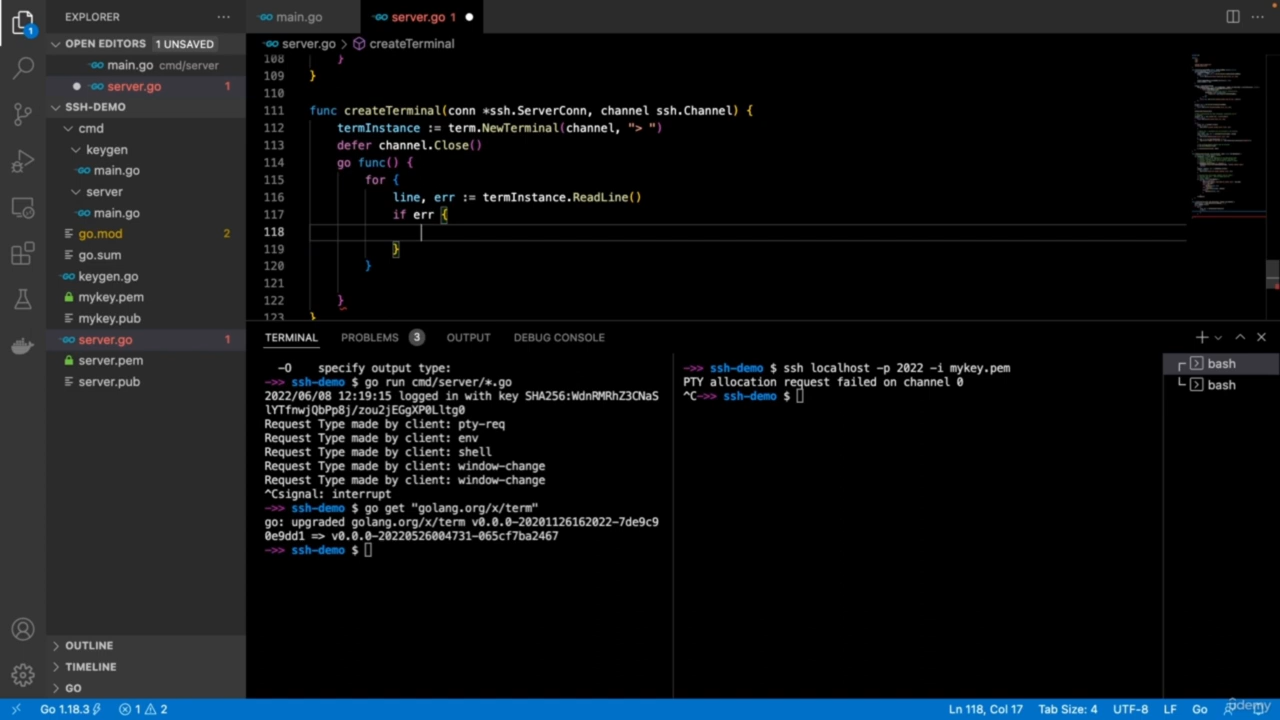 EXPLORER
OPEN EDITORS 1 UNSAVED
main.go cmd/server
server.go 1
SSH-DEMO
cmd
keygen
main.go
server
main.go
go.mod 2
go.sum
keygen.go
mykey.pem
mykey.pub
server.go 1
server.pem
server.pub
OUTLINE
TIMELINE
GO
main.go
server.go 1
server.go > createTerminal
108 }
109 }
110
111 func createTerminal(conn *ssh.ServerConn, channel ssh.Channel) {
112 termInstance := term.NewTerminal(channel, "> ")
113 defer channel.Close()
114 go func() {
115 for {
116 line, err := termInstance.ReadLine()
117 if err {
118
119 }
120 }
121
122 }
123 }
TERMINAL PROBLEMS 3 OUTPUT DEBUG CONSOLE
-O specify output type:
->> ssh-demo $ go run cmd/server/*.go
2022/06/08 12:19:15 logged in with key SHA256:WdnRMRhZ3CNaS
lYTfnwjQbPp8j/zou2jEGgXP0Lltg0
Request Type made by client: pty-req
Request Type made by client: env
Request Type made by client: shell
Request Type made by client: window-change
Request Type made by client: window-change
^Csignal: interrupt
->> ssh-demo $ go get "golang.org/x/term"
go: upgraded golang.org/x/term v0.0.0-20201126162022-7de9c9
0e9dd1 => v0.0.0-20220526004731-065cf7ba2467
->> ssh-demo $
->> ssh-demo $ ssh localhost -p 2022 -i mykey.pem
PTY allocation request failed on channel 0
^C->> ssh-demo $
bash
bash
1
Go 1.18.3 1 2
Ln 118, Col 17 Tab Size: 4 UTF-8 LF Go
udemy